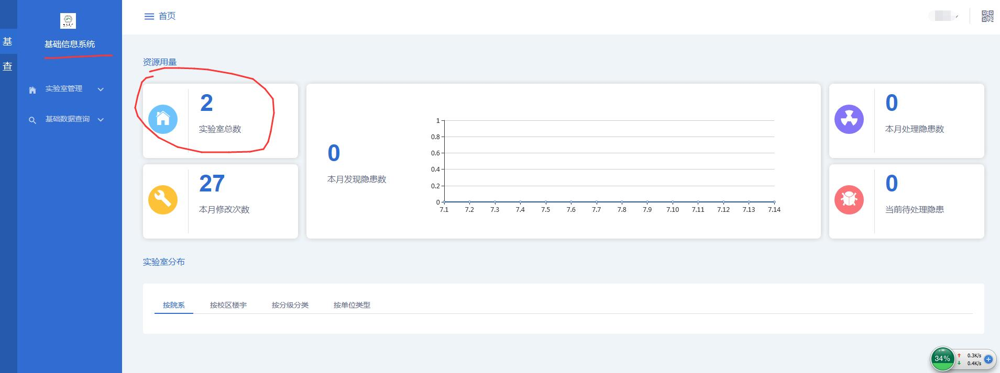 基
查
基础信息系统
实验室管理
基础数据查询
首页
资源用量
2
实验室总数
27
本月修改次数
0
本月发现隐患数
1
0.8
0.6
0.4
0.2
0
7.1 7.2 7.3 7.4 7.5 7.6 7.7 7.8 7.9 7.10 7.11 7.12 7.13 7.14
0
本月处理隐患数
0
当前待处理隐患
实验室分布
按院系 按校区楼宇 按分级分类 按单位类型
34%
0.3K/s
0.4K/s